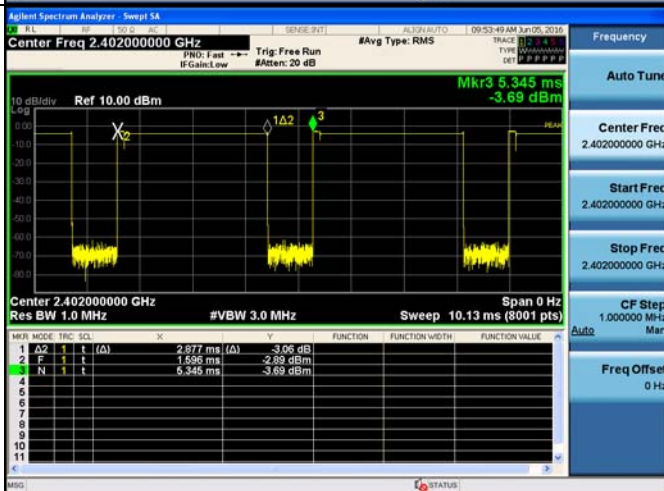 Agilent Spectrum Analyzer - Swept SA
RL RF 50 Ω AC SENSE:INT ALIGN AUTO 09:53:49 AM Jun 05, 2016
Center Freq 2.402000000 GHz
PNO: Fast
IFGain:Low
Trig: Free Run
#Atten: 20 dB
#Avg Type: RMS
TRACE 1 2 3 4 5
TYPE
DET P P P P P P
Mkr3 5.345 ms
-3.69 dBm
10 dB/div Ref 10.00 dBm
Log
0.00
-10.0
-20.0
-30.0
-40.0
-50.0
-60.0
-70.0
-80.0
2
1Δ2
3
PEAK
Center 2.402000000 GHz
Span 0 Hz
Res BW 1.0 MHz #VBW 3.0 MHz Sweep 10.13 ms (8001 pts)
MKR MODE TRC SCL X Y FUNCTION FUNCTION WIDTH FUNCTION VALUE
1 Δ2 1 t (Δ) 2.877 ms (Δ) -3.06 dB
2 F 1 t 1.596 ms -2.89 dBm
3 N 1 t 5.345 ms -3.69 dBm
4
5
6
7
8
9
10
11
MSG STATUS
Frequency
Auto Tune
Center Freq
2.402000000 GHz
Start Freq
2.402000000 GHz
Stop Freq
2.402000000 GHz
CF Step
1.000000 MHz
Auto Man
Freq Offset
0 Hz